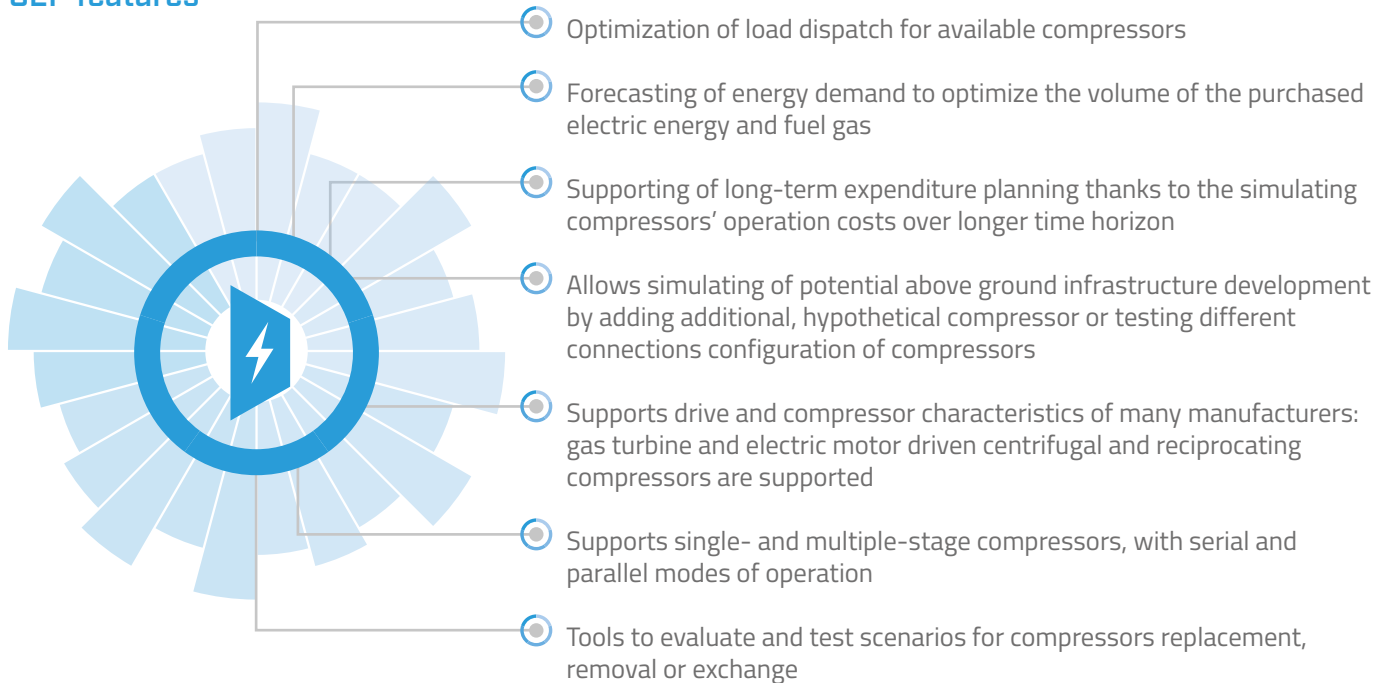 features
Optimization of load dispatch for available compressors
Forecasting of energy demand to optimize the volume of the purchased
electric energy and fuel gas
Supporting of long-term expenditure planning thanks to the simulating
compressors’ operation costs over longer time horizon
Allows simulating of potential above ground infrastructure development
by adding additional, hypothetical compressor or testing different
connections configuration of compressors
Supports drive and compressor characteristics of many manufacturers:
gas turbine and electric motor driven centrifugal and reciprocating
compressors are supported
Supports single- and multiple-stage compressors, with serial and
parallel modes of operation
Tools to evaluate and test scenarios for compressors replacement,
removal or exchange